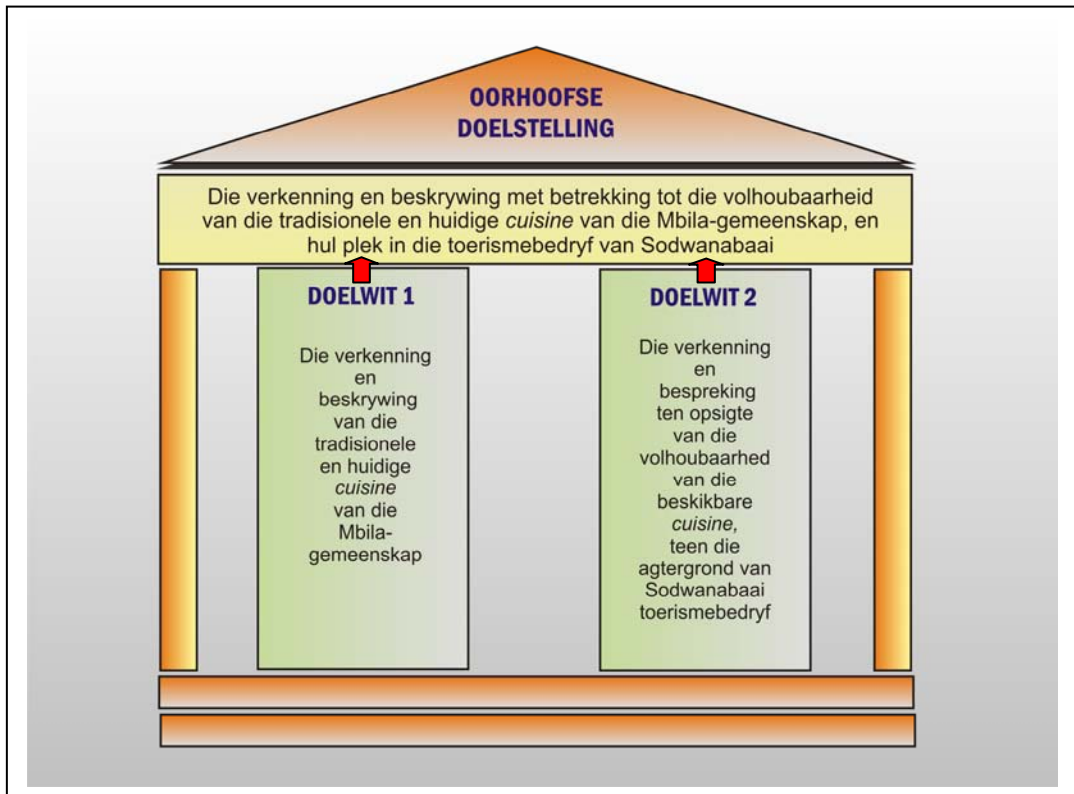 OORHOOFSE
DOELSTELLING
Die verkenning en beskrywing met betrekking tot die volhoubaarheid
van die tradisionele en huidige cuisine van die Mbila-gemeenskap, en
hul plek in die toerismebedryf van Sodwanabaai
DOELWIT 1
Die verkenning
en
beskrywing
van die
tradisionele
en huidige
cuisine
van die
Mbila-
gemeenskap
DOELWIT 2
Die verkenning
en
bespreking
ten opsigte
van die
volhoubaarhed
van die
beskikbare
cuisine,
teen die
agtergrond van
Sodwanabaai
toerismebedryf